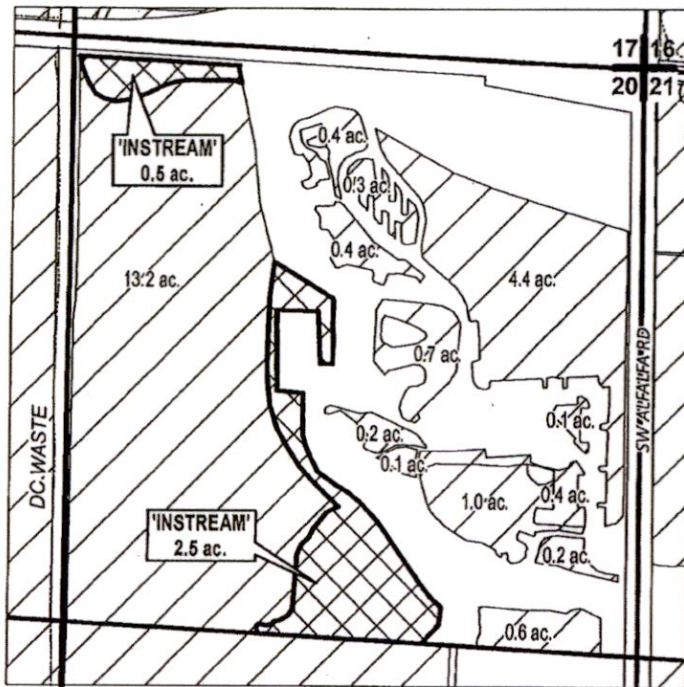 17 16
20 21
'INSTREAM'
0.5 ac.
0.4 ac.
0.3 ac.
0.4 ac.
13.2 ac.
4.4 ac.
0.7 ac.
DC.WASTE
SW ALFALFA RD
0.1 ac.
0.2 ac.
0.1 ac.
1.0 ac.
0.4 ac.
'INSTREAM'
2.5 ac.
0.2 ac.
0.6 ac.